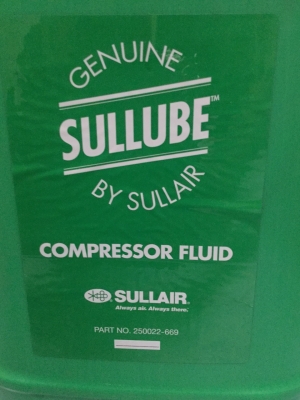 GENUINE
SULLUBE™
BY SULLAIR
COMPRESSOR FLUID
SULLAIR.
Always air. Always there.
PART NO. 250022-669